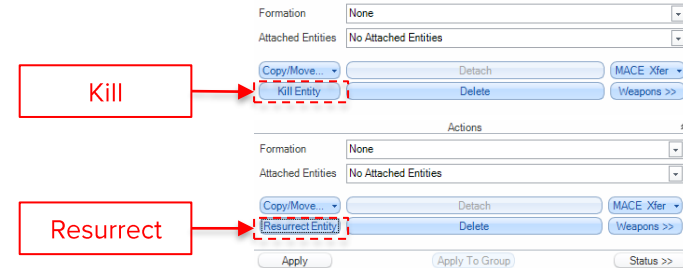 Formation None
Attached Entities No Attached Entities
Copy/Move... Detach MACE Xfer
Kill Kill Entity Delete Weapons >>
Actions
Formation None
Attached Entities No Attached Entities
Copy/Move... Detach MACE Xfer
Resurrect Resurrect Entity Delete Weapons >>
Apply Apply To Group Status >>